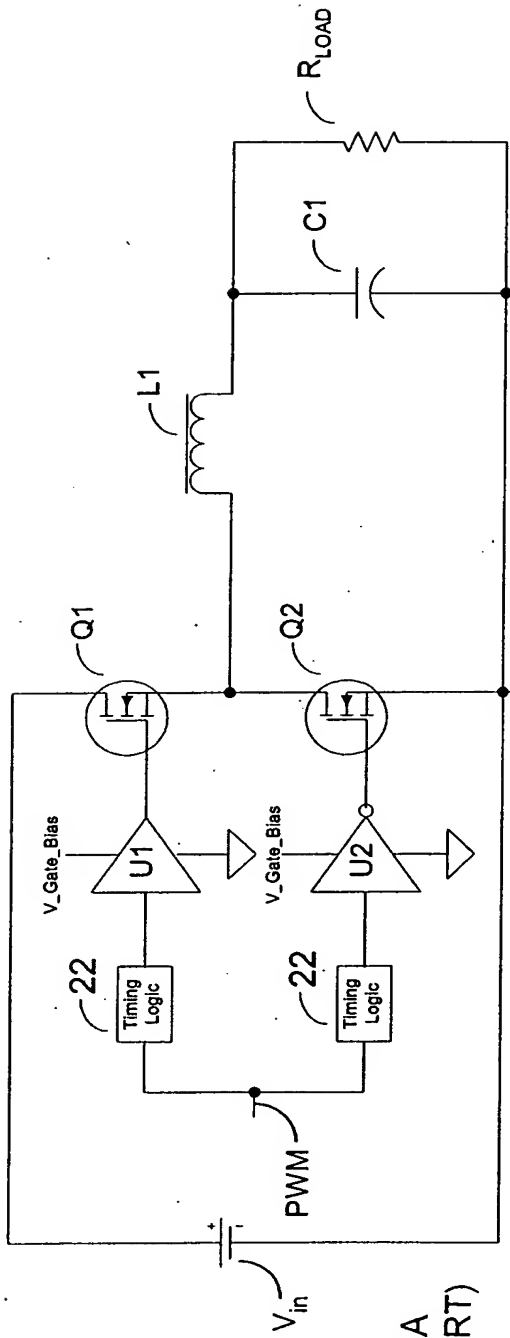 V_in
PWM
22
Timing Logic
22
Timing Logic
V_Gate_Bias
U1
V_Gate_Bias
U2
Q1
Q2
L1
C1
R_LOAD
+
-
A
RT)